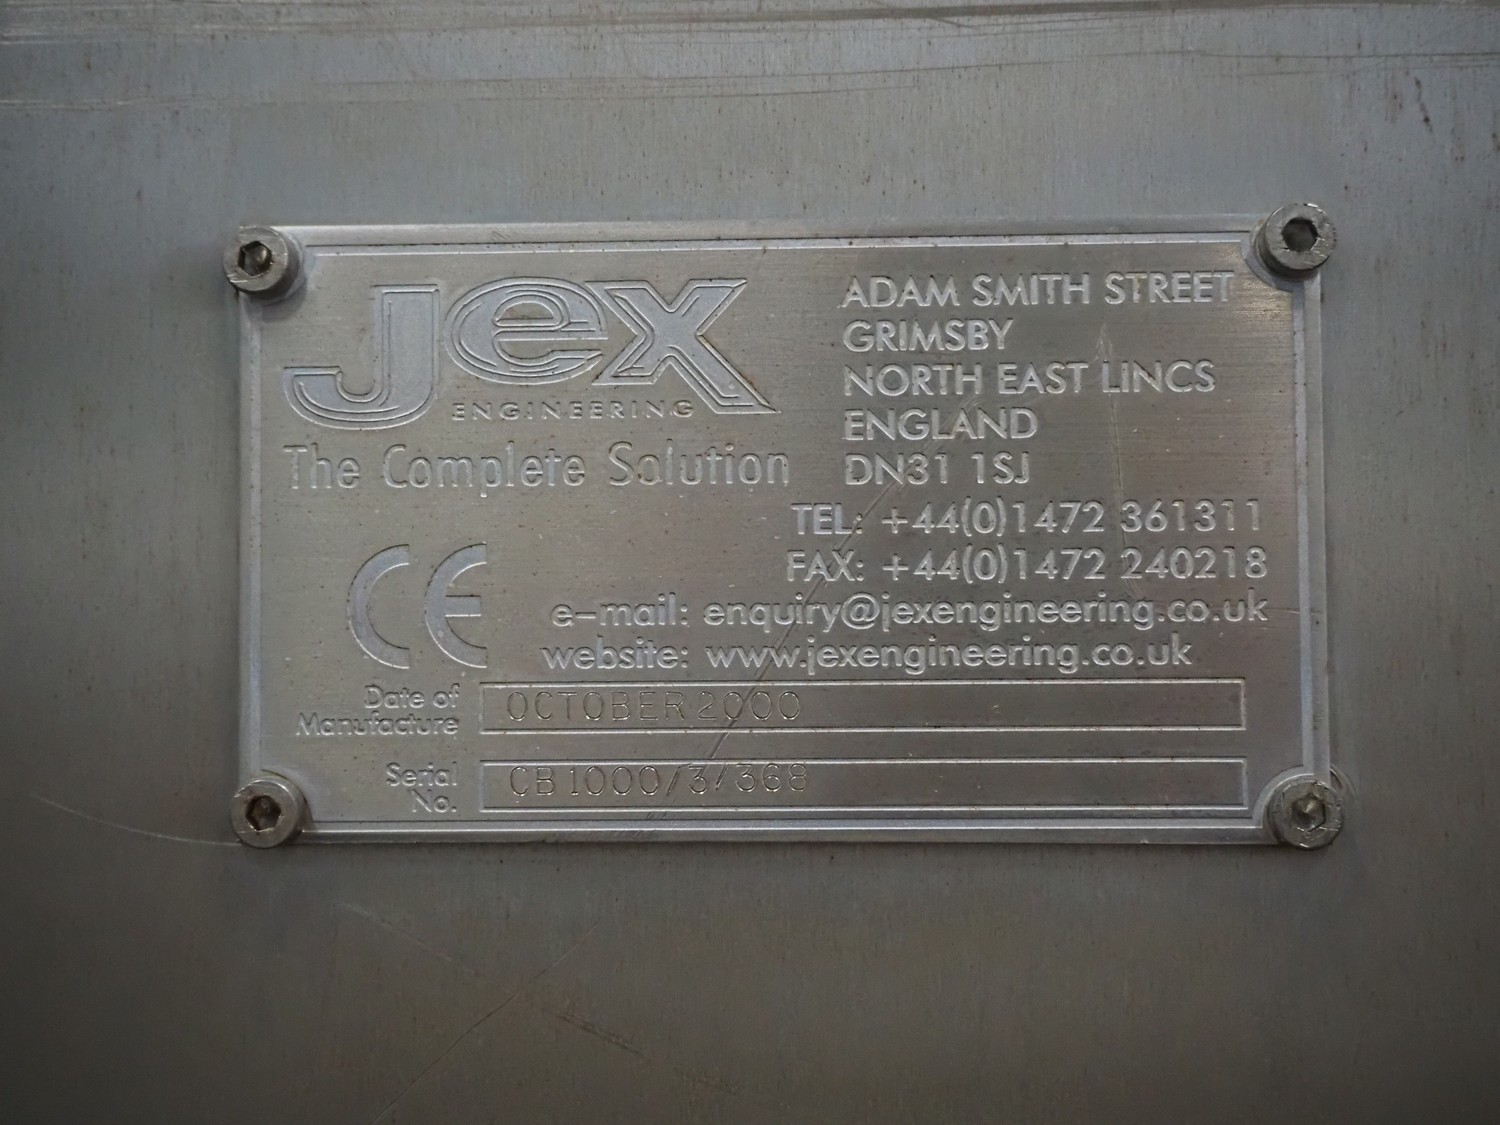 Jex
ENGINEERING
The Complete Solution
ADAM SMITH STREET
GRIMSBY
NORTH EAST LINCS
ENGLAND
DN31 1SJ
TEL: +44(0)1472 361311
FAX: +44(0)1472 240218
e-mail: enquiry@jexengineering.co.uk
website: www.jexengineering.co.uk
CE
Date of
Manufacture
OCTOBER 2000
Serial
No.
CB1000/3/368